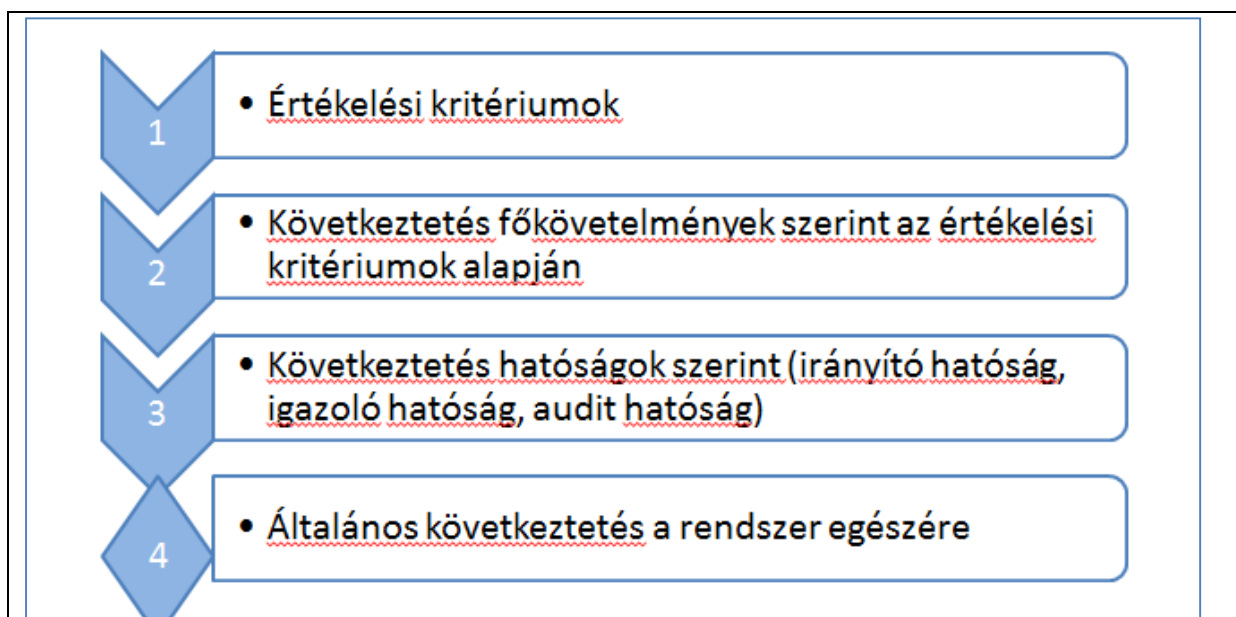 1
• Értékelési kritériumok
2
• Következtetés főkövetelmények szerint az értékelési
kritériumok alapján
3
• Következtetés hatóságok szerint (irányító hatóság,
igazoló hatóság, audit hatóság)
4
• Általános következtetés a rendszer egészére